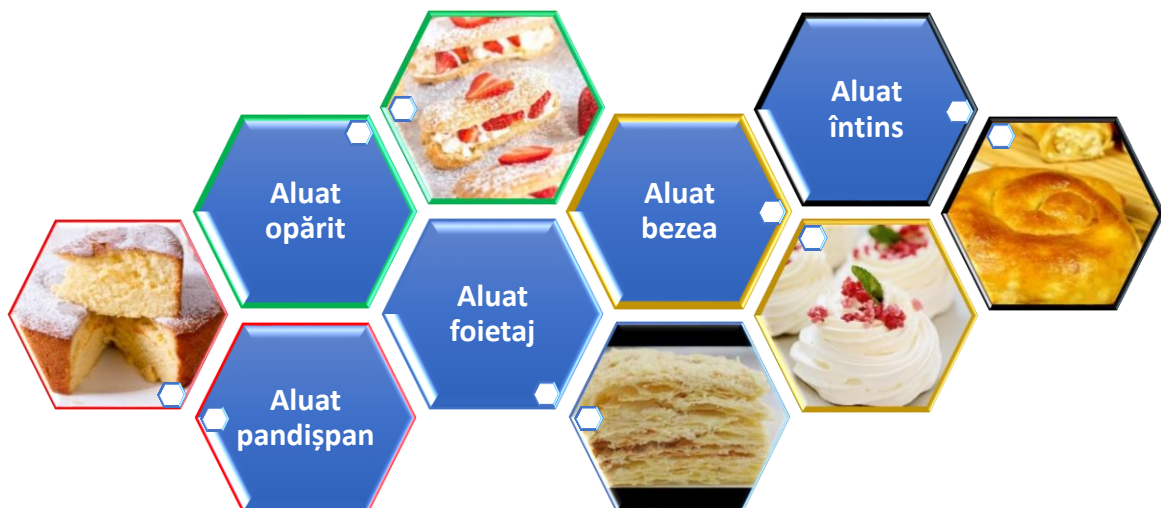 Aluat
întins
Aluat
opărit
Aluat
bezea
Aluat
foietaj
Aluat
pandișpan